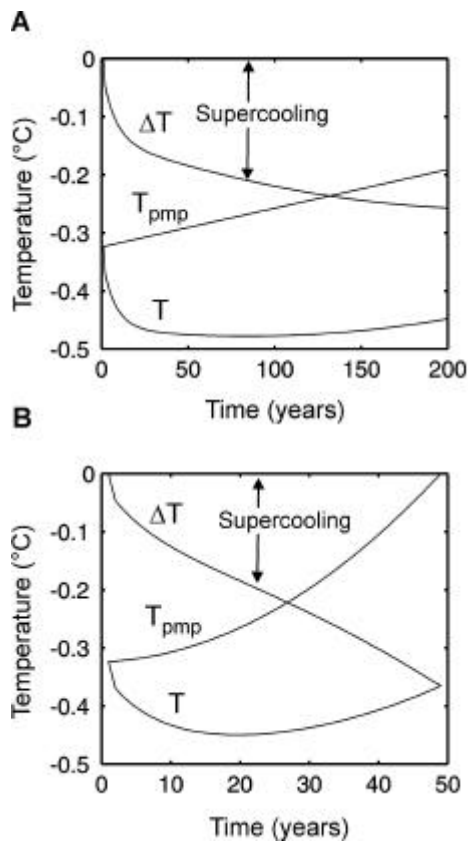 A
Temperature (°C)
0
-0.1
-0.2
-0.3
-0.4
-0.5
Supercooling
ΔT
Tpmp
T
0 50 100 150 200
Time (years)
B
Temperature (°C)
0
-0.1
-0.2
-0.3
-0.4
-0.5
Supercooling
ΔT
Tpmp
T
0 10 20 30 40 50
Time (years)